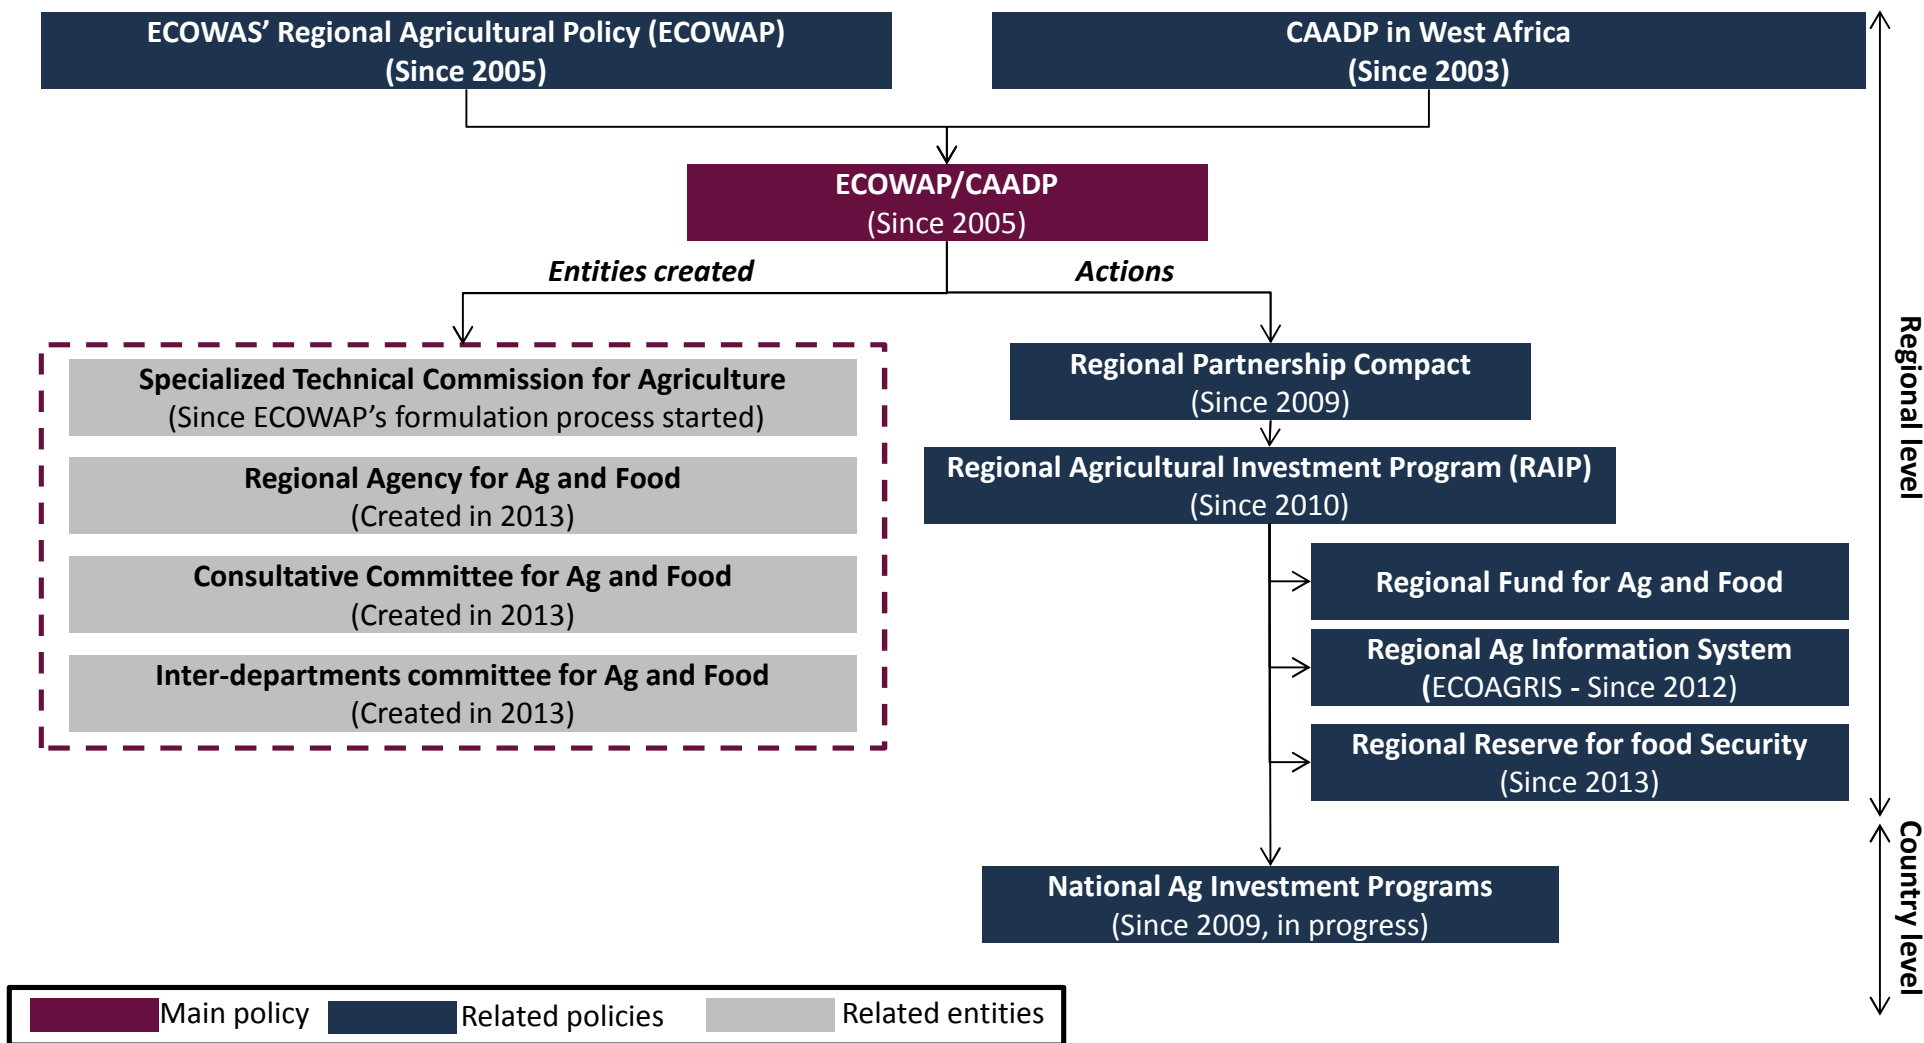 ECOWAS' Regional Agricultural Policy (ECOWAP)
(Since 2005)
CAADP in West Africa
(Since 2003)
ECOWAP/CAADP
(Since 2005)
Entities created
Actions
Specialized Technical Commission for Agriculture
(Since ECOWAP's formulation process started)
Regional Agency for Ag and Food
(Created in 2013)
Consultative Committee for Ag and Food
(Created in 2013)
Inter-departments committee for Ag and Food
(Created in 2013)
Regional Partnership Compact
(Since 2009)
Regional Agricultural Investment Program (RAIP)
(Since 2010)
Regional Fund for Ag and Food
Regional Ag Information System
(ECOAGRIS - Since 2012)
Regional Reserve for food Security
(Since 2013)
National Ag Investment Programs
(Since 2009, in progress)
Regional level
Country level
Main policy
Related policies
Related entities